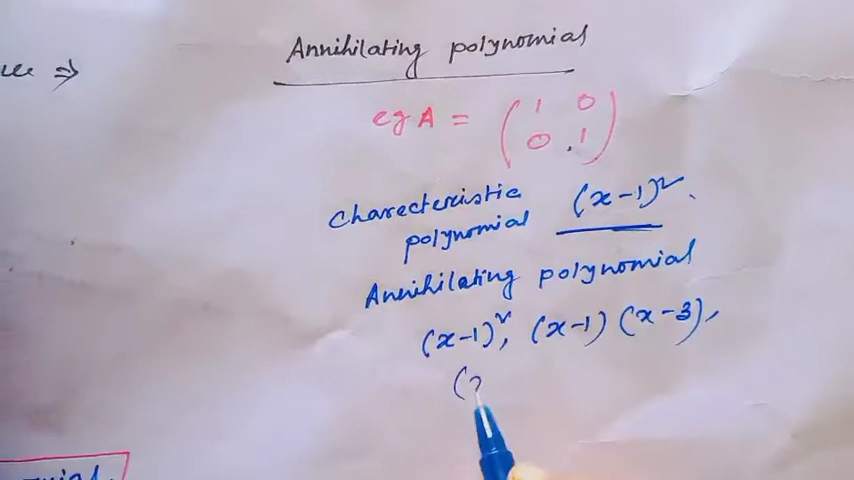 Annihilating polynomial
⇒
eg A = ( 1 0
0 1 )
Charecteristic (x-1)²
polynomial
Annihilating polynomial
(x-1)², (x-1) (x-3),
(